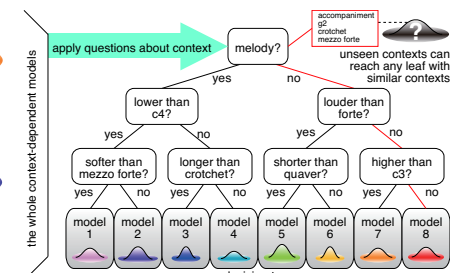 accompaniment
g2
crotchet
mezzo forte
?
apply questions about context
melody?
unseen contexts can
reach any leaf with
similar contexts
yes
no
the whole context-dependent models
lower than
c4?
louder than
forte?
yes
no
yes
no
softer than
mezzo forte?
longer than
crotchet?
shorter than
quaver?
higher than
c3?
yes
no
yes
no
yes
no
yes
no
model
1
model
2
model
3
model
4
model
5
model
6
model
7
model
8